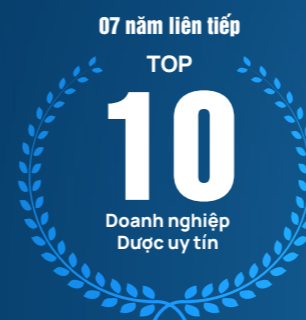 07 năm liên tiếp
TOP
10
Doanh nghiệp
Dược uy tín